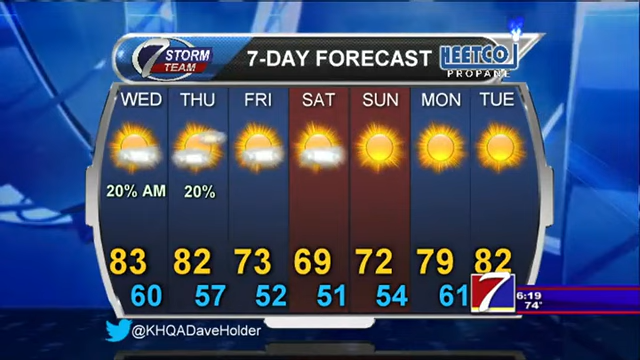 7 STORM TEAM 7-DAY FORECAST HEETCO PROPANE
WED THU FRI SAT SUN MON TUE
20% AM 20%
83 82 73 69 72 79 82
60 57 52 51 54 61
7 6:19
74°
@KHQADaveHolder